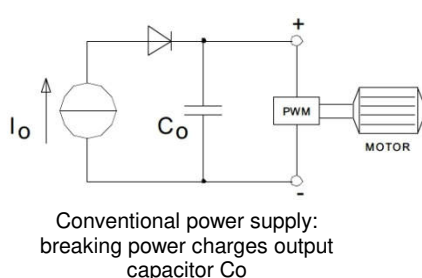 +
Io
Co
PWM
MOTOR
-
Conventional power supply:
breaking power charges output
capacitor Co